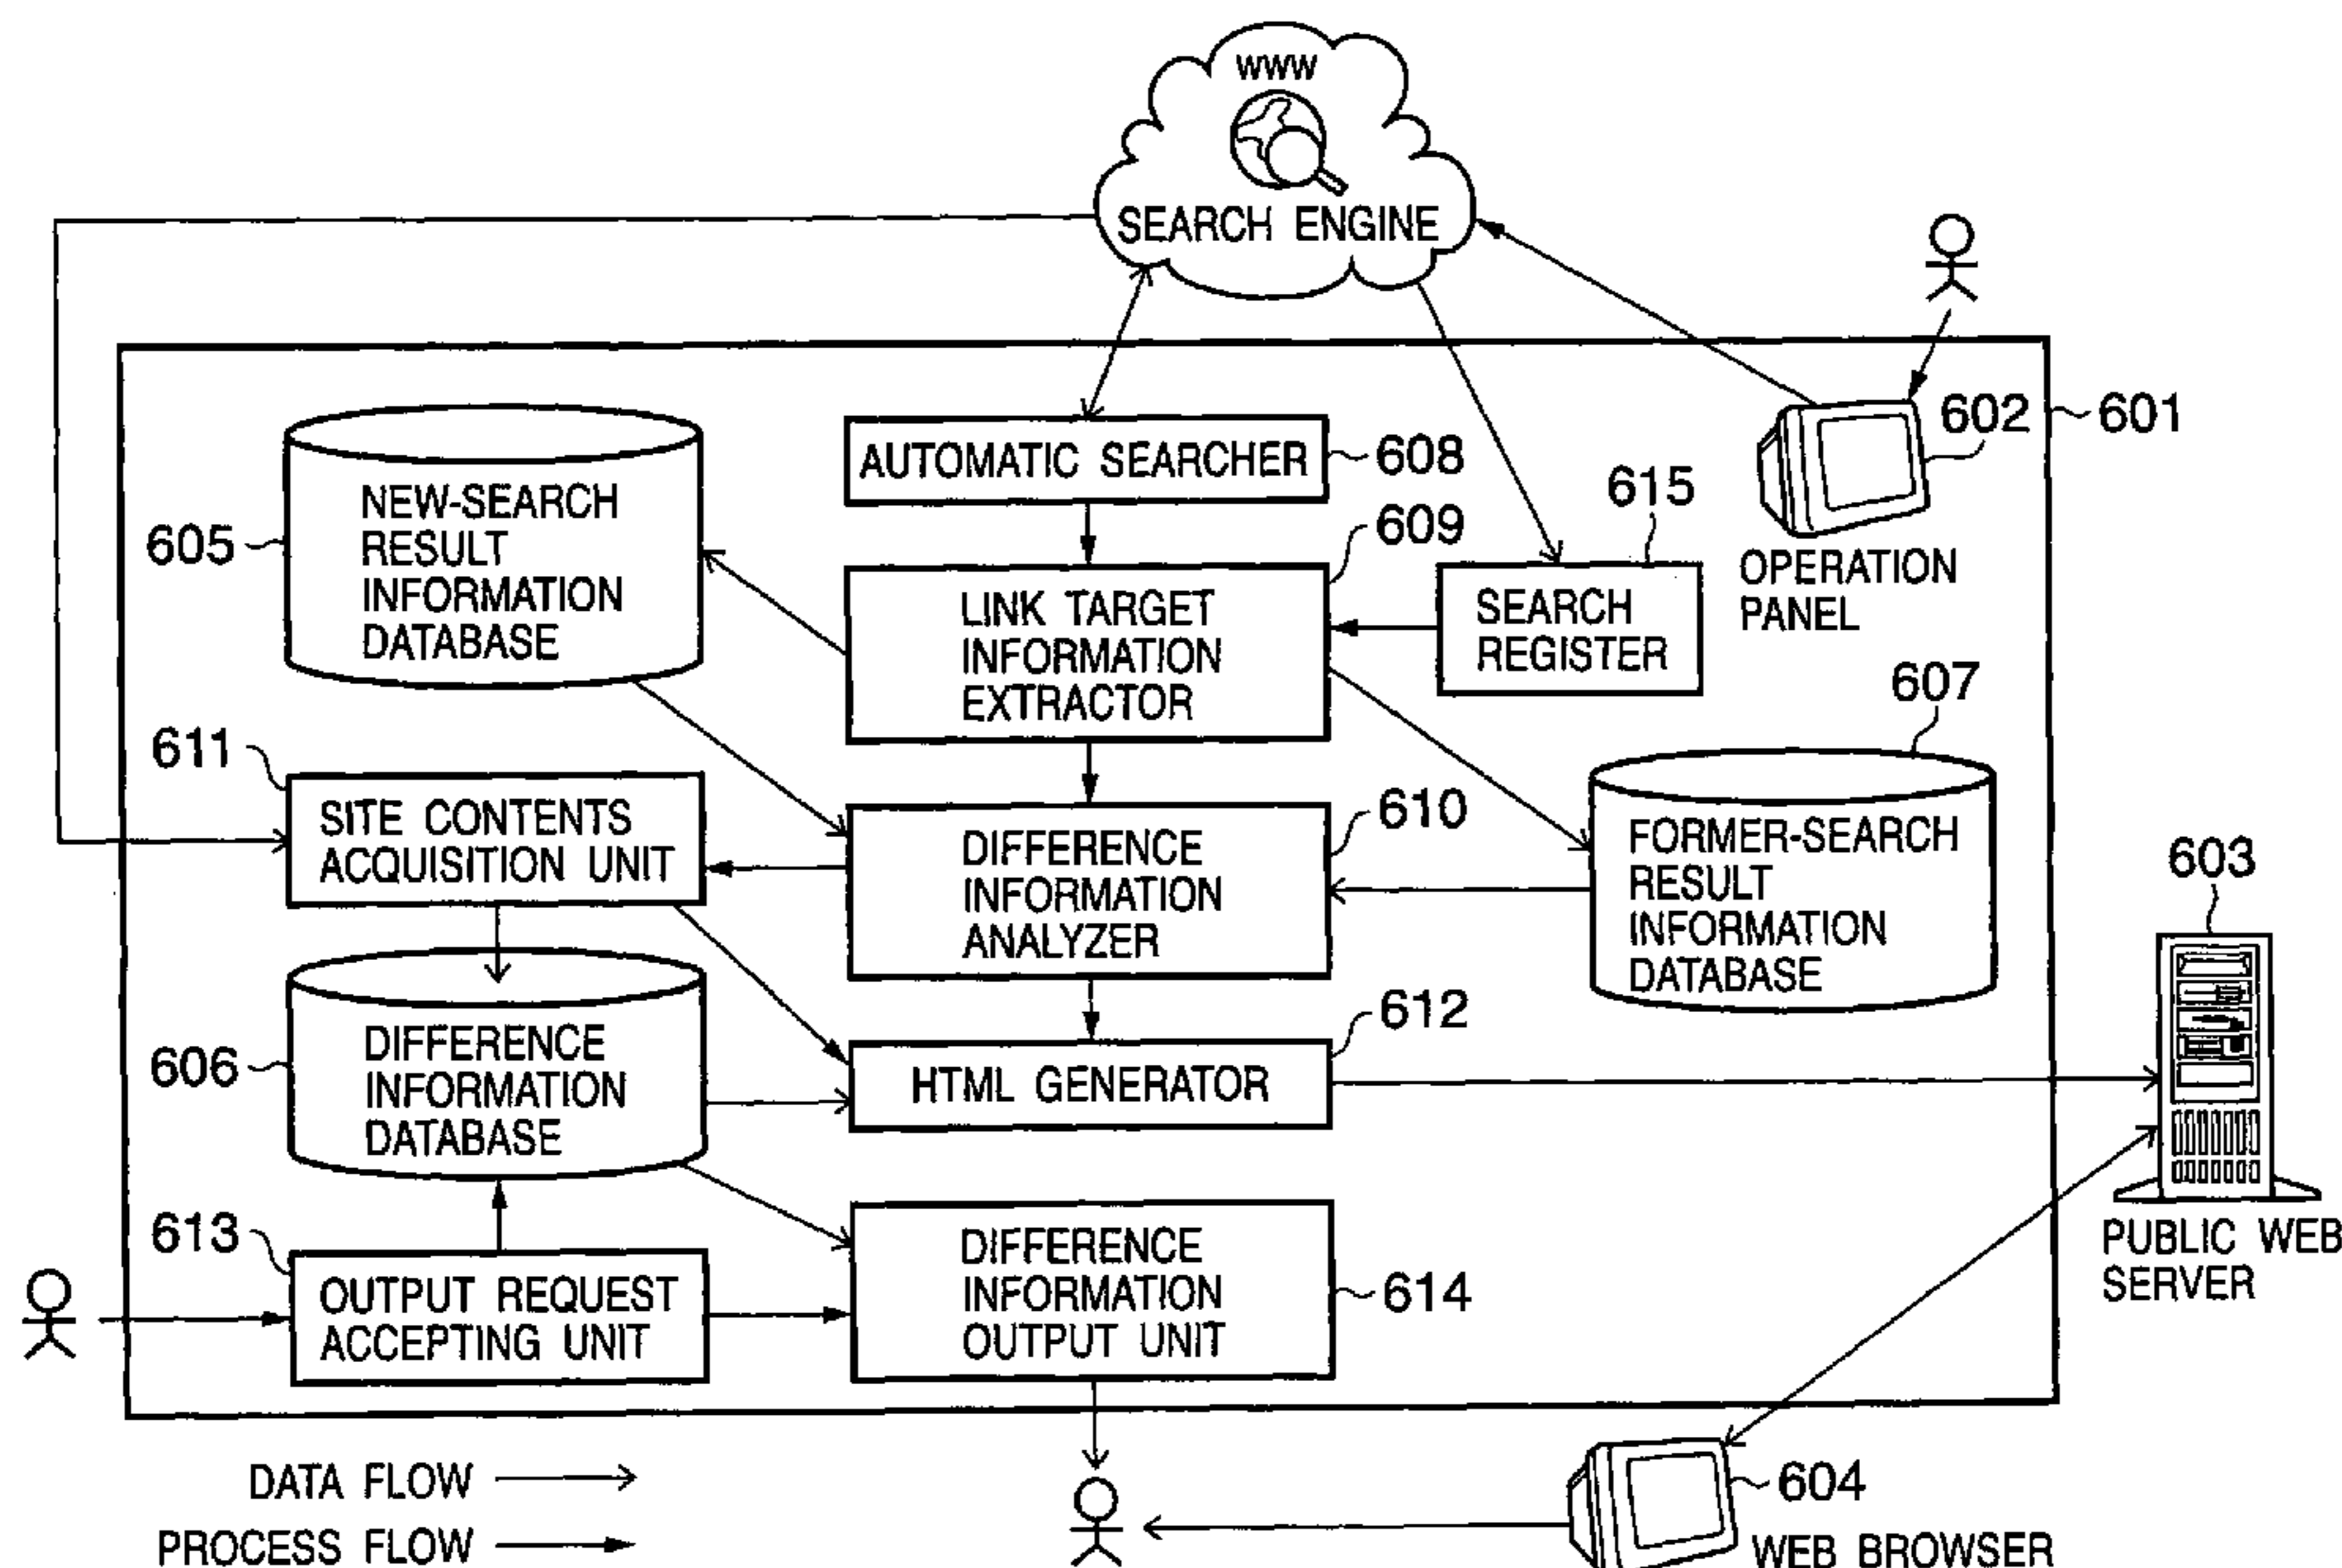 WWW
SEARCH ENGINE
602
601
AUTOMATIC SEARCHER
608
615
NEW-SEARCH
RESULT
INFORMATION
DATABASE
605
609
LINK TARGET
INFORMATION
EXTRACTOR
SEARCH
REGISTER
OPERATION
PANEL
607
611
SITE CONTENTS
ACQUISITION UNIT
610
DIFFERENCE
INFORMATION
ANALYZER
FORMER-SEARCH
RESULT
INFORMATION
DATABASE
603
606
DIFFERENCE
INFORMATION
DATABASE
612
HTML GENERATOR
613
OUTPUT REQUEST
ACCEPTING UNIT
DIFFERENCE
INFORMATION
OUTPUT UNIT
614
PUBLIC WEB
SERVER
DATA FLOW
PROCESS FLOW
604
WEB BROWSER